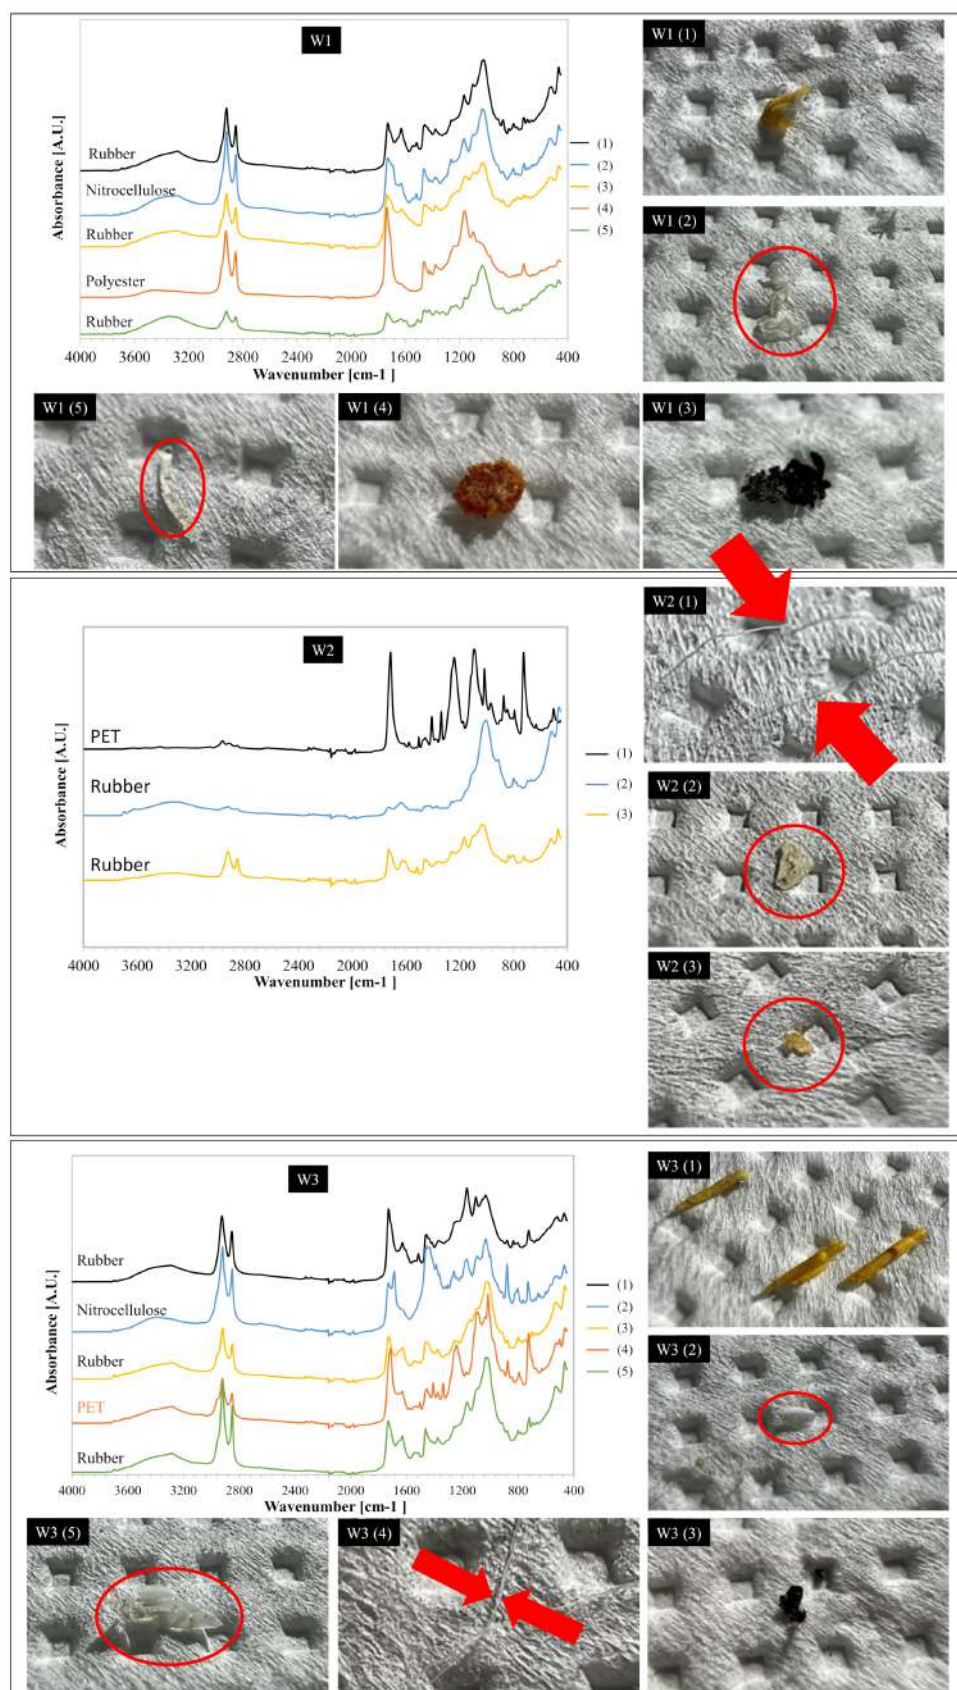 W1
Absorbance [A.U.]
Rubber
Nitrocellulose
Rubber
Polyester
Rubber
(1)
(2)
(3)
(4)
(5)
4000 3600 2800 2400 2000 1600 1200 800 400
Wavenumber [cm-1 ]
W1 (1)
W1 (2)
W1 (5)
W1 (4)
W1 (3)
W2
Absorbance [A.U.]
PET
Rubber
Rubber
(1)
(2)
(3)
4000 3200 2800 2400 2000 1600 1200 800 400
Wavenumber [cm-1 ]
W2 (1)
W2 (2)
W2 (3)
W3
Absorbance [A.U.]
Rubber
Nitrocellulose
Rubber
PET
Rubber
(1)
(2)
(3)
(4)
(5)
4000 3200 2800 2400 2000 1600 1200 800 400
Wavenumber [cm-1 ]
W3 (1)
W3 (2)
W3 (5)
W3 (4)
W3 (3)